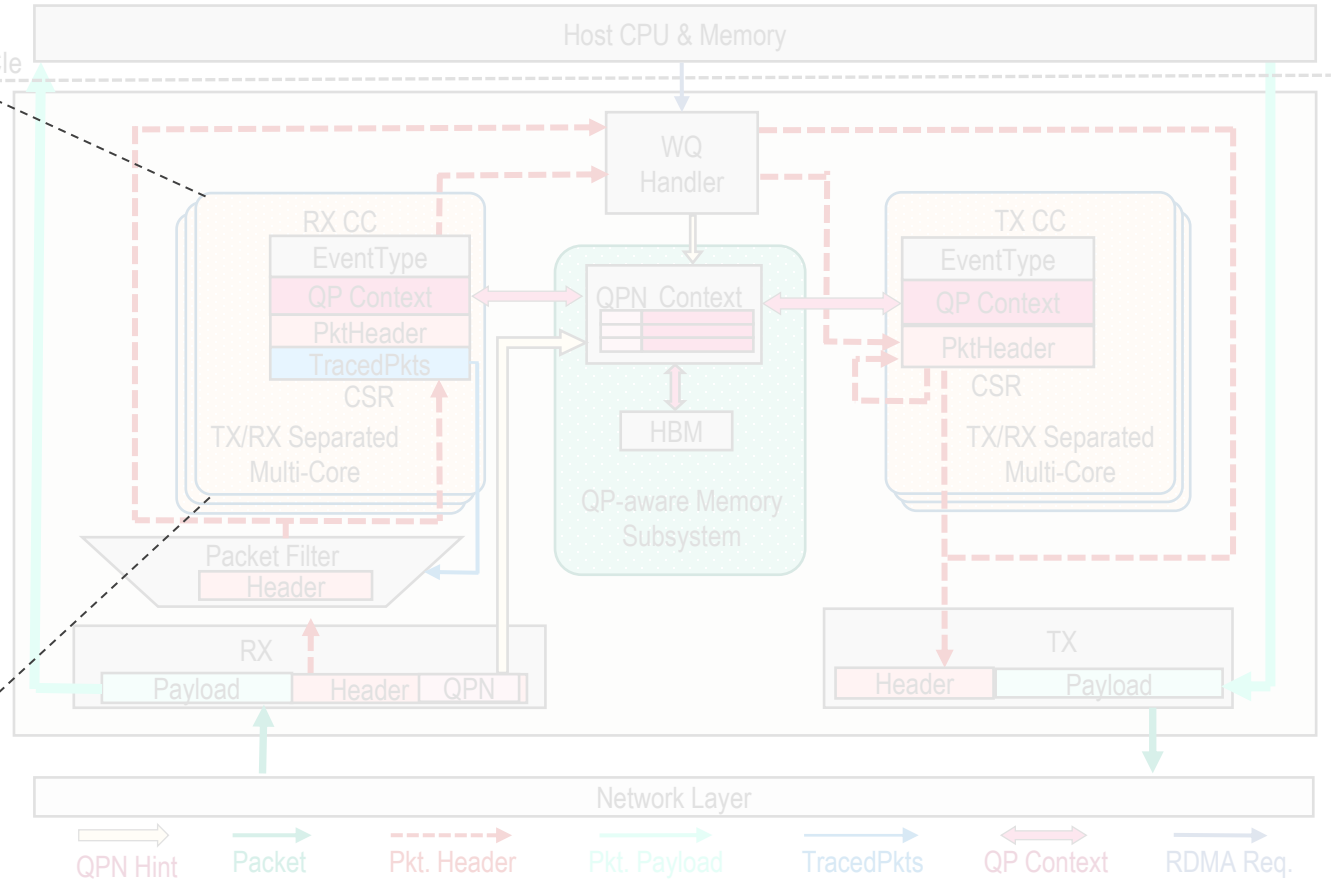 Host CPU & Memory
WQ
Handler
RX CC
EventType
QP Context
PktHeader
TracedPkts
CSR
TX/RX Separated
Multi-Core
QPN Context
HBM
QP-aware Memory
Subsystem
TX CC
EventType
QP Context
PktHeader
CSR
TX/RX Separated
Multi-Core
Packet Filter
Header
RX
Payload
Header
QPN
TX
Header
Payload
Network Layer
QPN Hint
Packet
Pkt. Header
Pkt. Payload
TracedPkts
QP Context
RDMA Req.